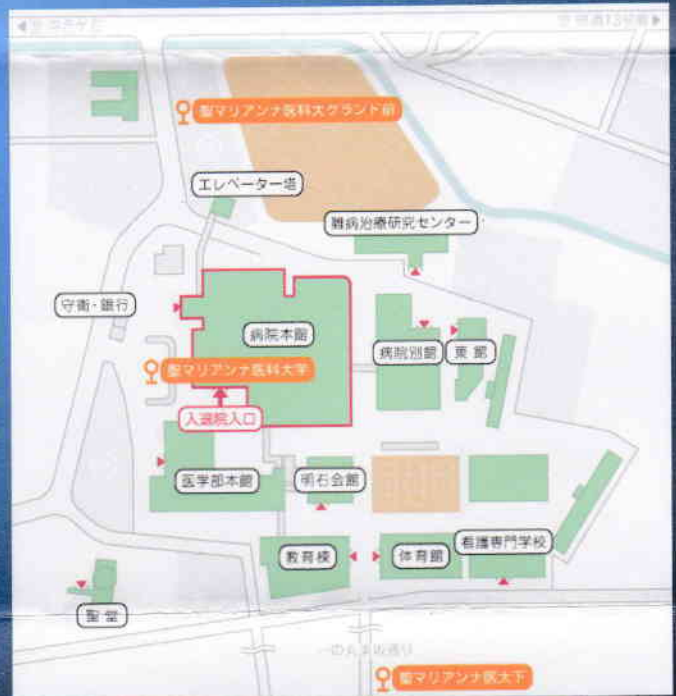 聖マリアンナ医科大グランド前
エレベーター塔
難病治療研究センター
守衛・銀行
病院本館
病院別館
東館
聖マリアンナ医科大学
入退院入口
医学部本館
明石会館
教育棟
体育館
看護専門学校
聖堂
聖マリアンナ医大下